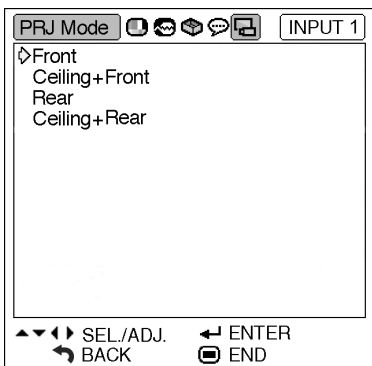 PRJ Mode INPUT 1
Front
Ceiling+Front
Rear
Ceiling+Rear
SEL./ADJ. ENTER
BACK END